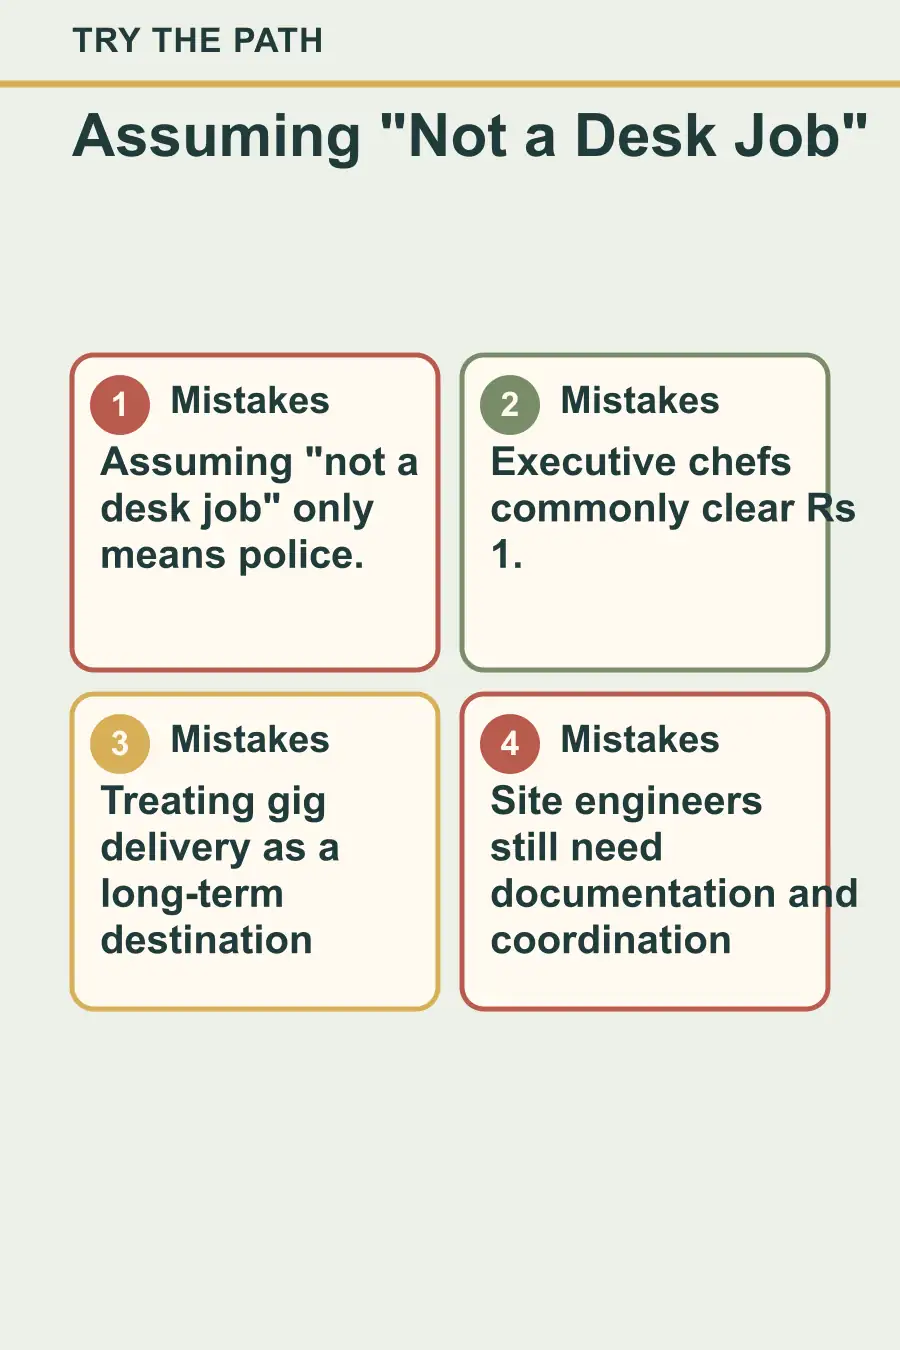 TRY THE PATH
Assuming "Not a Desk Job"
1 Mistakes
Assuming "not a
desk job" only
means police.
2 Mistakes
Executive chefs
commonly clear Rs
1.
3 Mistakes
Treating gig
delivery as a
long-term
destination
4 Mistakes
Site engineers
still need
documentation and
coordination